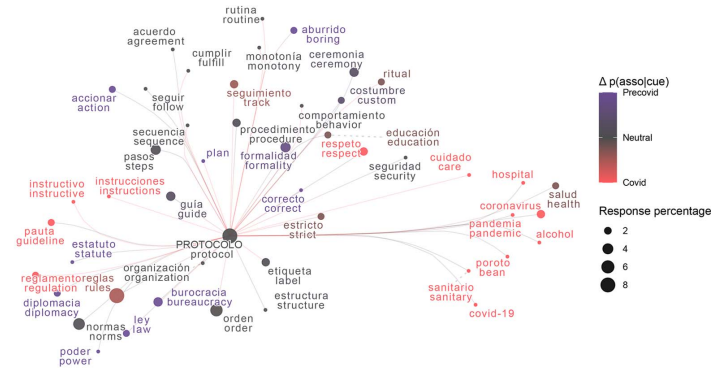 rutina
routine
aburrido
boring
acuerdo
agreement
cumplir
fulfill
monotonía
monotony
ceremonia
ceremony
ritual
costumbre
custom
accionar
action
seguir
follow
seguimiento
track
comportamiento
behavior
secuencia
sequence
procedimiento
procedure
educación
education
pasos
steps
plan
formalidad
formality
respeto
respect
seguridad
security
cuidado
care
hospital
instructivo
instructive
instrucciones
instructions
guía
guide
correcto
correct
salud
health
coronavirus
pauta
guideline
estricto
strict
pandemia
pandemic
alcohol
estatuto
statute
PROTOCOLO
protocol
poroto
bean
reglamento
regulation
reglas
rules
organización
organization
etiqueta
label
sanitario
sanitary
diplomacia
diplomacy
burocracia
bureaucracy
estructura
structure
covid-19
normas
norms
ley
law
orden
order
poder
power
Δ p(asso|cue)
Precovid
Neutral
Covid
Response percentage
2
4
6
8